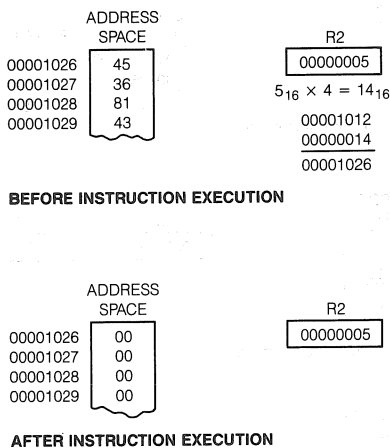 ADDRESS
SPACE R2
00001026 45 00000005
00001027 36 5₁₆ × 4 = 14₁₆
00001028 81 00001012
00001029 43 00000014
00001026
BEFORE INSTRUCTION EXECUTION
ADDRESS
SPACE R2
00001026 00 00000005
00001027 00
00001028 00
00001029 00
AFTER INSTRUCTION EXECUTION